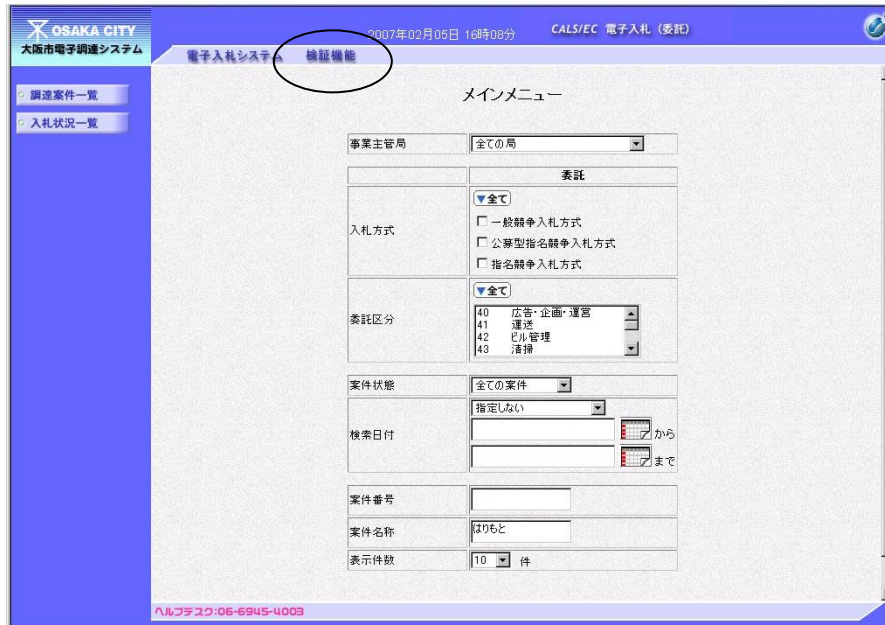 OSAKA CITY
大阪市電子調達システム
2007年02月05日 16時08分
CALS/EC 電子入札（委託）
電子入札システム
検証機能
調達案件一覧
入札状況一覧
メインメニュー
事業主管局
全ての局
委託
入札方式
▼全て
一般競争入札方式
公募型指名競争入札方式
指名競争入札方式
委託区分
▼全て
40 広告・企画・運営
41 運送
42 ビル管理
43 清掃
案件状態
全ての案件
検索日付
指定しない
から
まで
案件番号
案件名称
はりもと
表示件数
10 件
ヘルプデスク:06-6945-4003